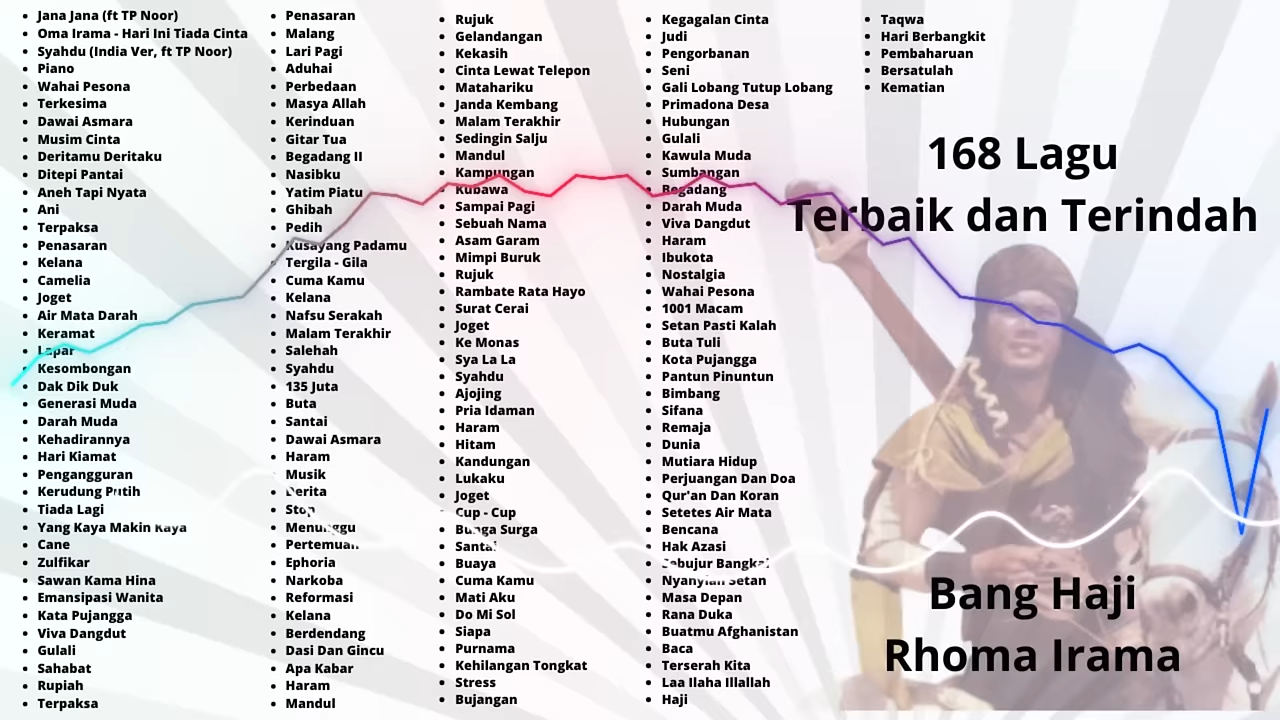 Jana Jana (ft TP Noor)
Oma Irama - Hari Ini Tiada Cinta
Syahdu (India Ver, ft TP Noor)
Piano
Wahai Pesona
Terkesima
Dawai Asmara
Musim Cinta
Deritamu Deritaku
Ditepi Pantai
Aneh Tapi Nyata
Ani
Terpaksa
Penasaran
Kelana
Camelia
Joget
Air Mata Darah
Keramat
Lapar
Kesombongan
Dak Dik Duk
Generasi Muda
Darah Muda
Kehadirannya
Hari Kiamat
Pengangguran
Kerudung Putih
Tiada Lagi
Yang Kaya Makin Kaya
Cane
Zulfikar
Sawan Kama Hina
Emansipasi Wanita
Kata Pujangga
Viva Dangdut
Gulali
Sahabat
Rupiah
Terpaksa
Penasaran
Malang
Lari Pagi
Aduhai
Perbedaan
Masya Allah
Kerinduan
Gitar Tua
Begadang II
Nasibku
Yatim Piatu
Ghibah
Pedih
Kusayang Padamu
Tergila - Gila
Cuma Kamu
Kelana
Nafsu Serakah
Malam Terakhir
Salehah
Syahdu
135 Juta
Buta
Santai
Dawai Asmara
Haram
Musik
Derita
Stop
Menunggu
Pertemuan
Ephoria
Narkoba
Reformasi
Kelana
Berdendang
Dasi Dan Gincu
Apa Kabar
Haram
Mandul
Rujuk
Gelandangan
Kekasih
Cinta Lewat Telepon
Matahariku
Janda Kembang
Malam Terakhir
Sedingin Salju
Mandul
Kampungan
Kubawa
Sampai Pagi
Sebuah Nama
Asam Garam
Mimpi Buruk
Rujuk
Rambate Rata Hayo
Surat Cerai
Joget
Ke Monas
Sya La La
Syahdu
Ajojing
Pria Idaman
Haram
Hitam
Kandungan
Lukaku
Joget
Cup - Cup
Bunga Surga
Santai
Buaya
Cuma Kamu
Mati Aku
Do Mi Sol
Siapa
Purnama
Kehilangan Tongkat
Stress
Bujangan
Kegagalan Cinta
Judi
Pengorbanan
Seni
Gali Lobang Tutup Lobang
Primadona Desa
Hubungan
Gulali
Kawula Muda
Sumbangan
Begadang
Darah Muda
Viva Dangdut
Haram
Ibukota
Nostalgia
Wahai Pesona
1001 Macam
Setan Pasti Kalah
Buta Tuli
Kota Pujangga
Pantun Pinuntun
Bimbang
Sifana
Remaja
Dunia
Mutiara Hidup
Perjuangan Dan Doa
Qur'an Dan Koran
Setetes Air Mata
Bencana
Hak Azasi
Sebujur Bangkai
Nyanyian Setan
Masa Depan
Rana Duka
Buatmu Afghanistan
Baca
Terserah Kita
Laa Ilaha Illallah
Haji
Taqwa
Hari Berbangkit
Pembaharuan
Bersatulah
Kematian
168 Lagu
Terbaik dan Terindah
Bang Haji
Rhoma Irama